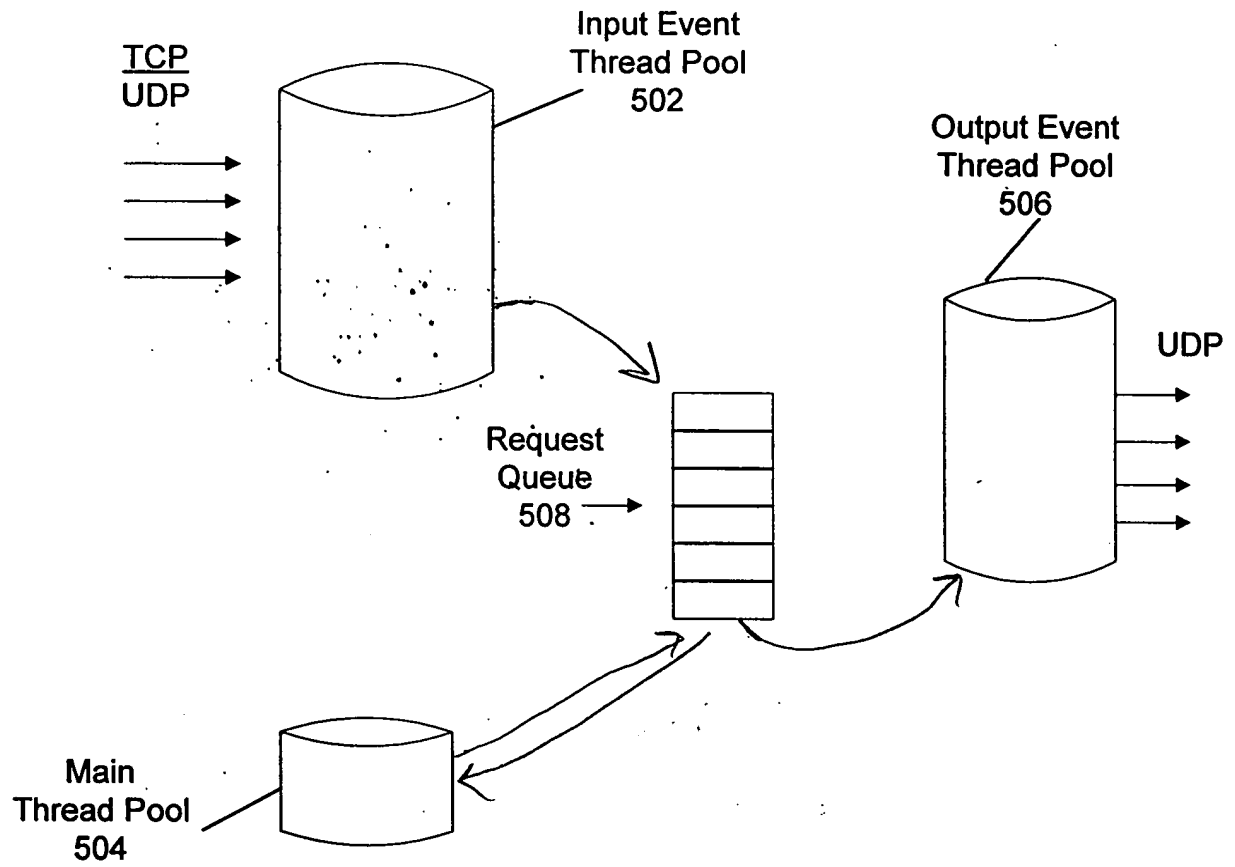 TCP
UDP
Input Event
Thread Pool
502
Output Event
Thread Pool
506
UDP
Request
Queue
508
Main
Thread Pool
504